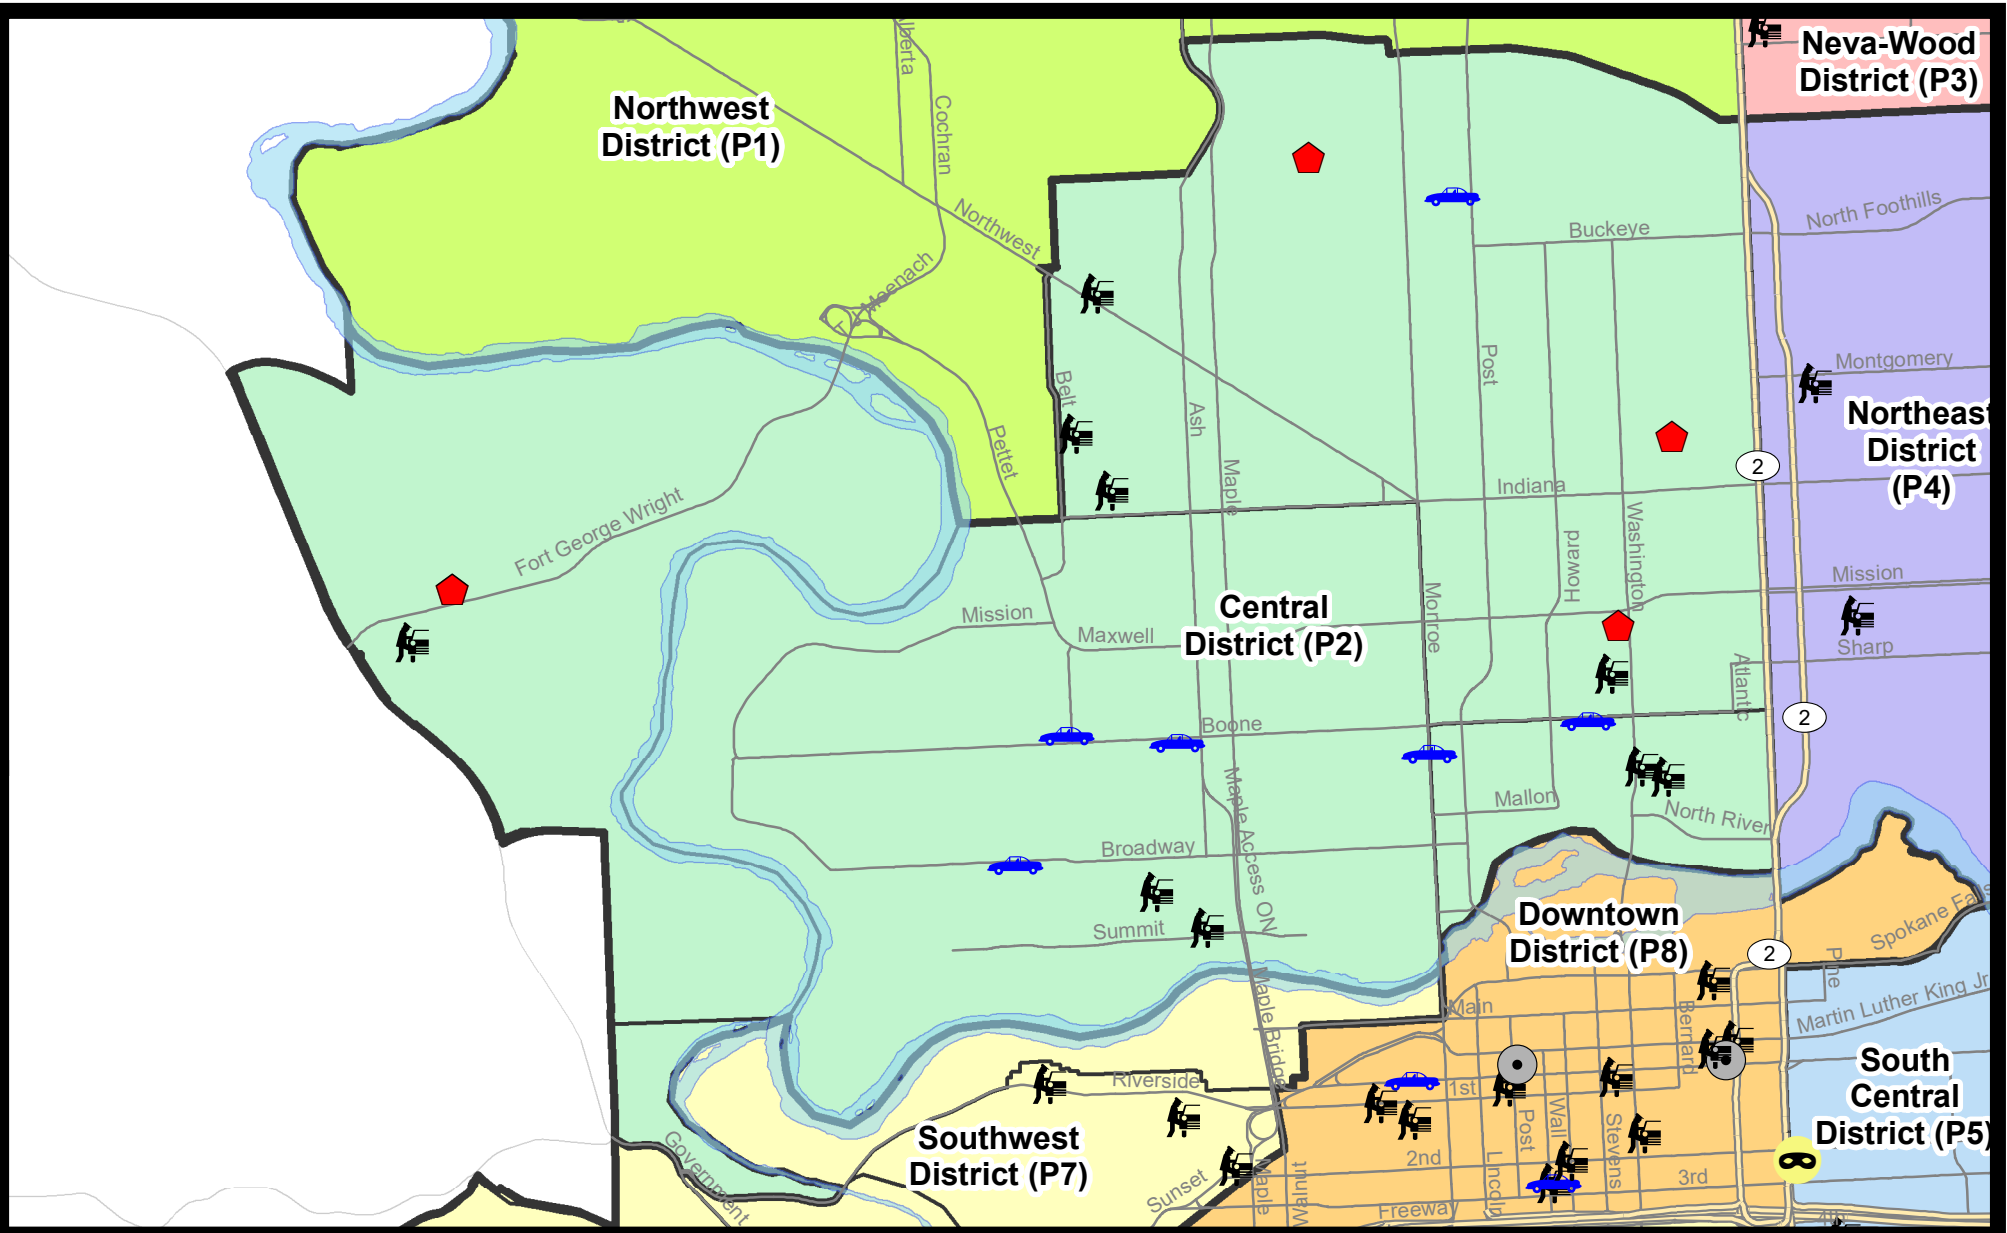 Neva-Wood
District (P3)
Northwest
District (P1)
lberta
Cochran
Northwest
North Foothills
Buckeye
T J Meenach
Montgomery
Post
Belt
Ash
Northeast
District
(P4)
Pettet
Maple
2
Indiana
Fort George Wright
Washington
Howard
Mission
Monroe
Mission
Central
District (P2)
Maxwell
Sharp
Atlantic
Boone
2
Maple Access ON
Mallon
North River
Broadway
Downtown
District (P8)
Summit
Spokane Fa
2
Pine
Maple Bridge
Main
Bernard
Martin Luther King Jr
South
Central
District (P5)
Riverside
1st
Post
Wall
Stevens
Government
Southwest
District (P7)
2nd
Lincoln
3rd
Sunset
Maple
Walnut
Freeway
4th